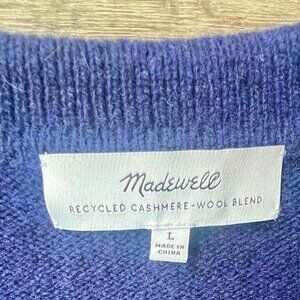 Madewell
RECYCLED CASHMERE-WOOL BLEND
L
MADE IN
CHINA